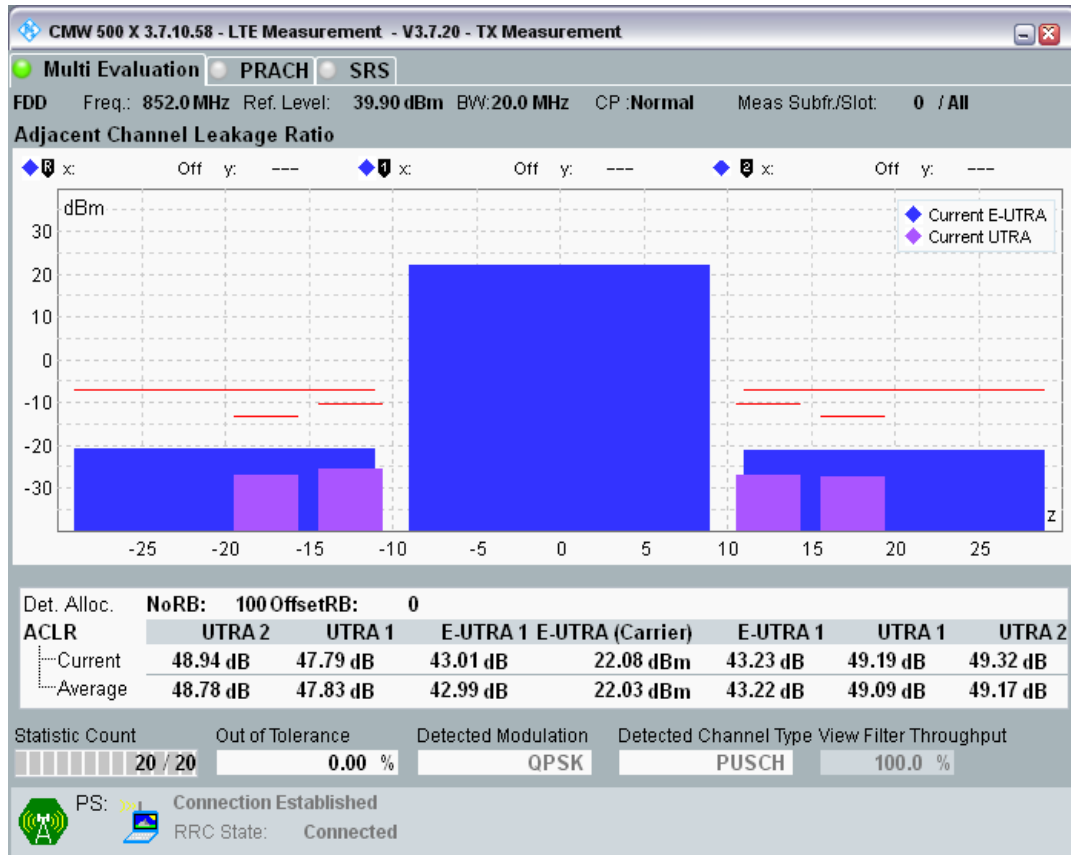 CMW 500 X 3.7.10.58 - LTE Measurement - V3.7.20 - TX Measurement
Multi Evaluation PRACH SRS
FDD Freq.: 852.0 MHz Ref. Level: 39.90 dBm BW: 20.0 MHz CP : Normal Meas Subfr./Slot: 0 / All
Adjacent Channel Leakage Ratio
R x: Off y: --- 1 x: Off y: --- 2 x: Off y: ---
dBm
Current E-UTRA
Current UTRA
30
20
10
0
-10
-20
-30
z
-25 -20 -15 -10 -5 0 5 10 15 20 25
Det. Alloc. NoRB: 100 OffsetRB: 0
ACLR UTRA 2 UTRA 1 E-UTRA 1 E-UTRA (Carrier) E-UTRA 1 UTRA 1 UTRA 2
Current 48.94 dB 47.79 dB 43.01 dB 22.08 dBm 43.23 dB 49.19 dB 49.32 dB
Average 48.78 dB 47.83 dB 42.99 dB 22.03 dBm 43.22 dB 49.09 dB 49.17 dB
Statistic Count Out of Tolerance Detected Modulation Detected Channel Type View Filter Throughput
20 / 20 0.00 % QPSK PUSCH 100.0 %
PS: Connection Established
RRC State: Connected